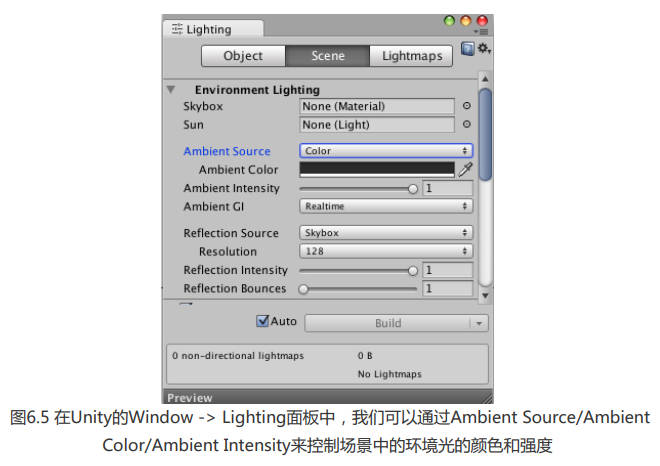 Lighting
Object Scene Lightmaps
Environment Lighting
Skybox None (Material)
Sun None (Light)
Ambient Source Color
Ambient Color
Ambient Intensity 1
Ambient GI Realtime
Reflection Source Skybox
Resolution 128
Reflection Intensity 1
Reflection Bounces 1
Auto Build
0 non-directional lightmaps 0 B
No Lightmaps
Preview
图6.5 在Unity的Window -> Lighting面板中，我们可以通过Ambient Source/Ambient
Color/Ambient Intensity来控制场景中的环境光的颜色和强度